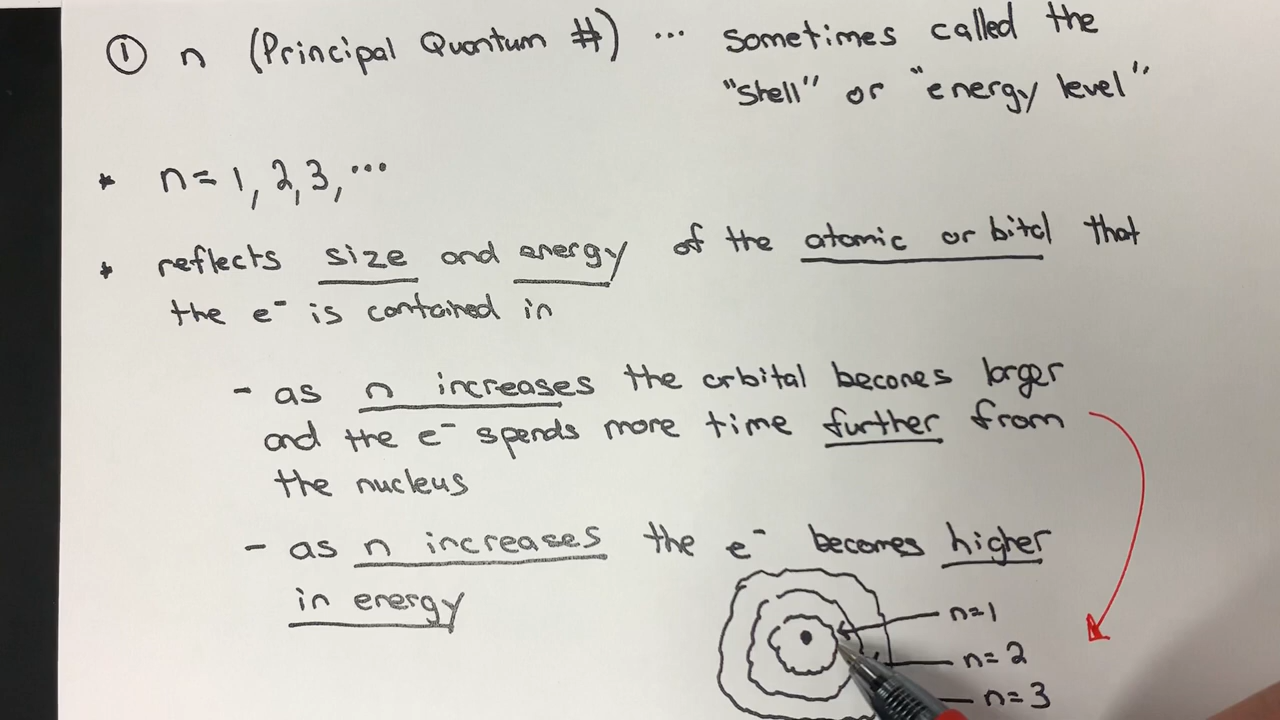 ① n (Principal Quantum #) ... sometimes called the
"shell" or "energy level"
* n = 1, 2, 3, ...
* reflects size and energy of the atomic orbital that
the e⁻ is contained in
- as n increases the orbital becomes larger
and the e⁻ spends more time further from
the nucleus
- as n increases the e⁻ becomes higher
in energy
n=1
n=2
n=3